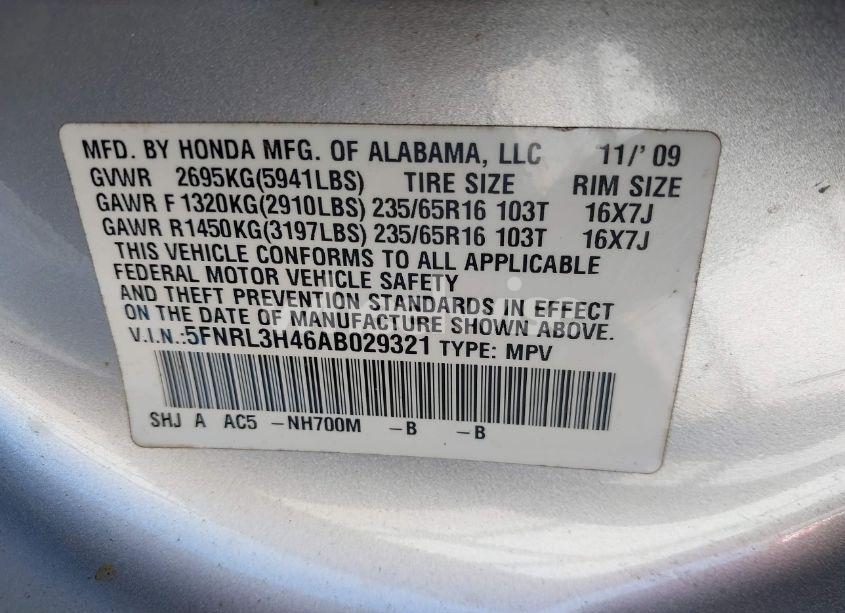 MFD. BY HONDA MFG. OF ALABAMA, LLC 11/' 09
GVWR 2695KG(5941LBS) TIRE SIZE RIM SIZE
GAWR F 1320KG(2910LBS) 235/65R16 103T 16X7J
GAWR R1450KG(3197LBS) 235/65R16 103T 16X7J
THIS VEHICLE CONFORMS TO ALL APPLICABLE
FEDERAL MOTOR VEHICLE SAFETY
AND THEFT PREVENTION STANDARDS IN EFFECT
ON THE DATE OF MANUFACTURE SHOWN ABOVE.
V.I.N.:5FNRL3H46AB029321 TYPE: MPV
SHJ A AC5 -NH700M -B -B